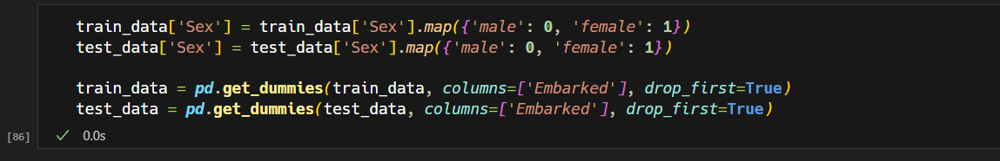 train_data['Sex'] = train_data['Sex'].map({'male': 0, 'female': 1})
test_data['Sex'] = test_data['Sex'].map({'male': 0, 'female': 1})
train_data = pd.get_dummies(train_data, columns=['Embarked'], drop_first=True)
test_data = pd.get_dummies(test_data, columns=['Embarked'], drop_first=True)
[86] ✓ 0.0s